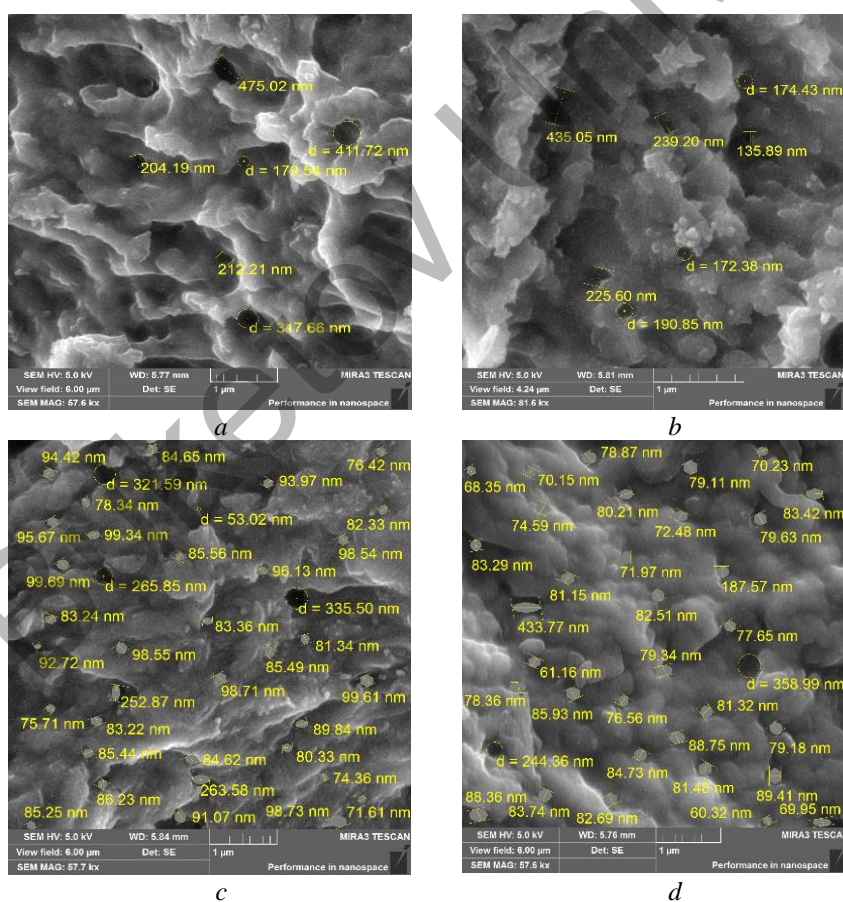 475.02 nm
d = 411.72 nm
204.19 nm
d = 179.54 nm
212.21 nm
d = 317.66 nm
SEM HV: 5.0 kV WD: 5.77 mm MIRA3 TESCAN
View field: 6.00 µm Det: SE 1 µm
SEM MAG: 57.6 kx Performance in nanospace
a
d = 174.43 nm
435.05 nm
239.20 nm
135.89 nm
d = 172.38 nm
225.60 nm
d = 190.85 nm
SEM HV: 5.0 kV WD: 5.81 mm MIRA3 TESCAN
View field: 4.24 µm Det: SE 1 µm
SEM MAG: 81.6 kx Performance in nanospace
b
94.42 nm
84.65 nm
76.42 nm
d = 321.59 nm
93.97 nm
78.34 nm
d = 53.02 nm
82.33 nm
95.67 nm
99.34 nm
85.56 nm
98.54 nm
96.13 nm
99.69 nm
d = 265.85 nm
d = 335.50 nm
83.24 nm
83.36 nm
81.34 nm
92.72 nm
98.55 nm
85.49 nm
98.71 nm
99.61 nm
252.87 nm
75.71 nm
83.22 nm
89.84 nm
85.44 nm
84.62 nm
80.33 nm
74.36 nm
86.23 nm
263.58 nm
85.25 nm
91.07 nm
98.73 nm
71.61 nm
SEM HV: 5.0 kV WD: 5.84 mm MIRA3 TESCAN
View field: 6.00 µm Det: SE 1 µm
SEM MAG: 57.7 kx Performance in nanospace
c
78.87 nm
70.23 nm
68.35 nm
70.15 nm
79.11 nm
80.21 nm
83.42 nm
74.59 nm
72.48 nm
79.63 nm
83.29 nm
71.97 nm
81.15 nm
187.57 nm
82.51 nm
433.77 nm
77.65 nm
79.34 nm
61.16 nm
d = 358.99 nm
78.36 nm
85.93 nm
76.56 nm
81.32 nm
88.75 nm
79.18 nm
d = 244.36 nm
84.73 nm
81.48 nm
89.41 nm
88.36 nm
83.74 nm
82.69 nm
60.32 nm
69.95 nm
SEM HV: 5.0 kV WD: 5.76 mm MIRA3 TESCAN
View field: 6.00 µm Det: SE 1 µm
SEM MAG: 57.6 kx Performance in nanospace
d